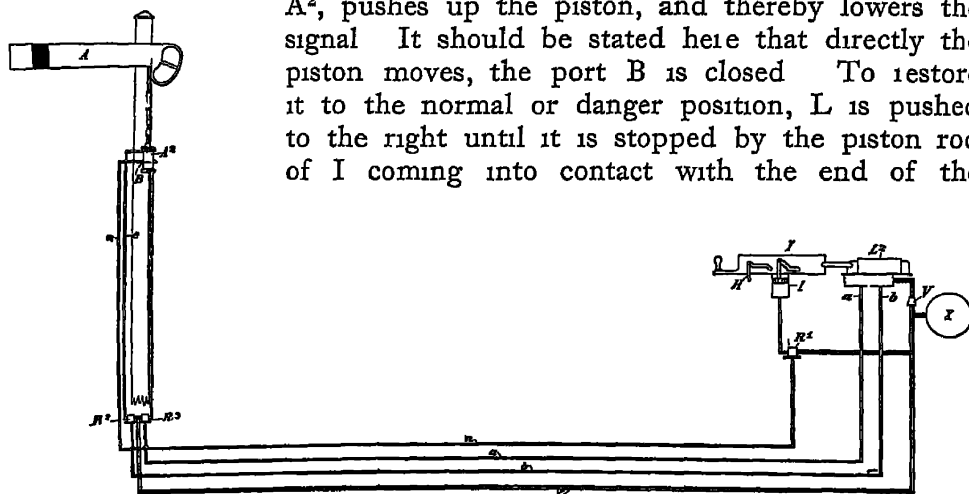 A², pushes up the piston, and thereby lowers the
signal It should be stated here that directly the
piston moves, the port B is closed To restore
it to the normal or danger position, L is pushed
to the right until it is stopped by the piston rod
of I coming into contact with the end of the
A
A²
B
n
L²
H
I
a
b
V
R¹
R²
R³
n
a
b